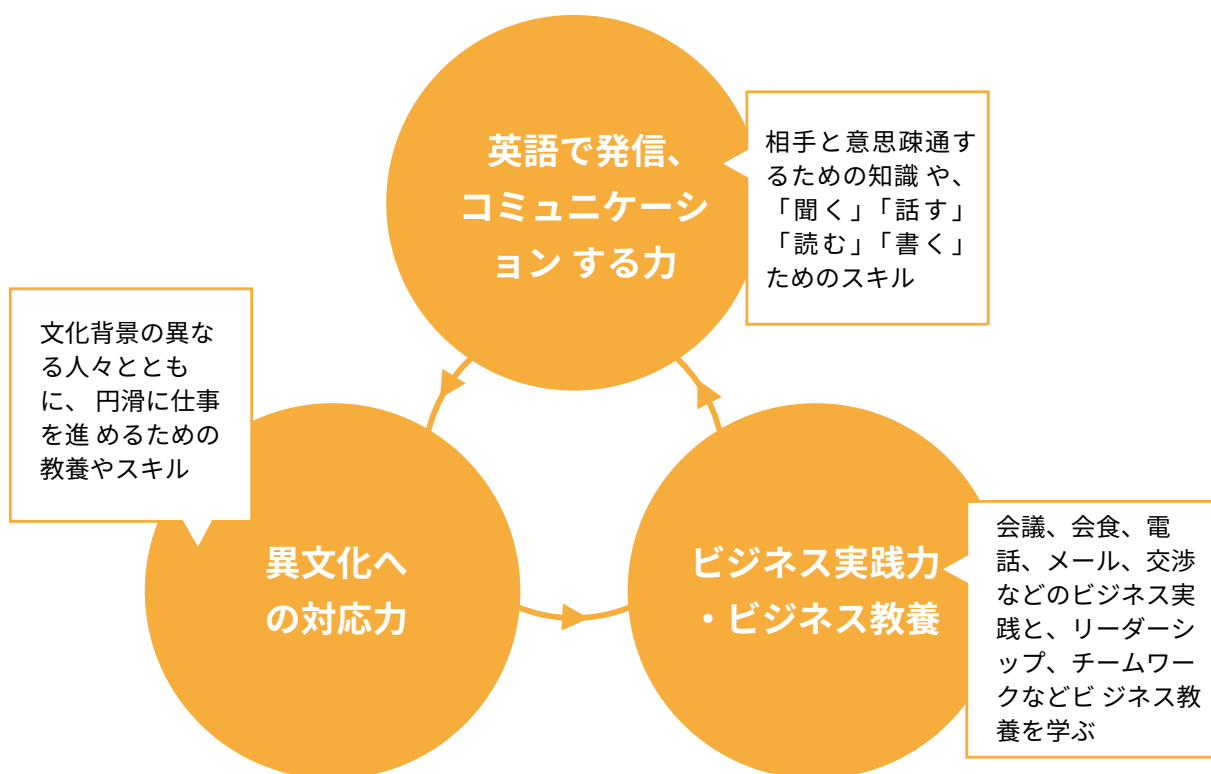 英語で発信、
コミュニケーシ
ョン する力
相手と意思疎通す
るための知識 や、
「聞く」「話す」
「読む」「書く」
ためのスキル
文化背景の異な
る人々ととも
に、 円滑に仕事
を進 めるための
教養やスキル
異文化へ
の対応力
ビジネス実践力
・ビジネス教養
会議、会食、電
話、メール、交渉
などのビジネス実
践と、リーダーシ
ップ、チームワー
クなどビ ジネス教
養を学ぶ